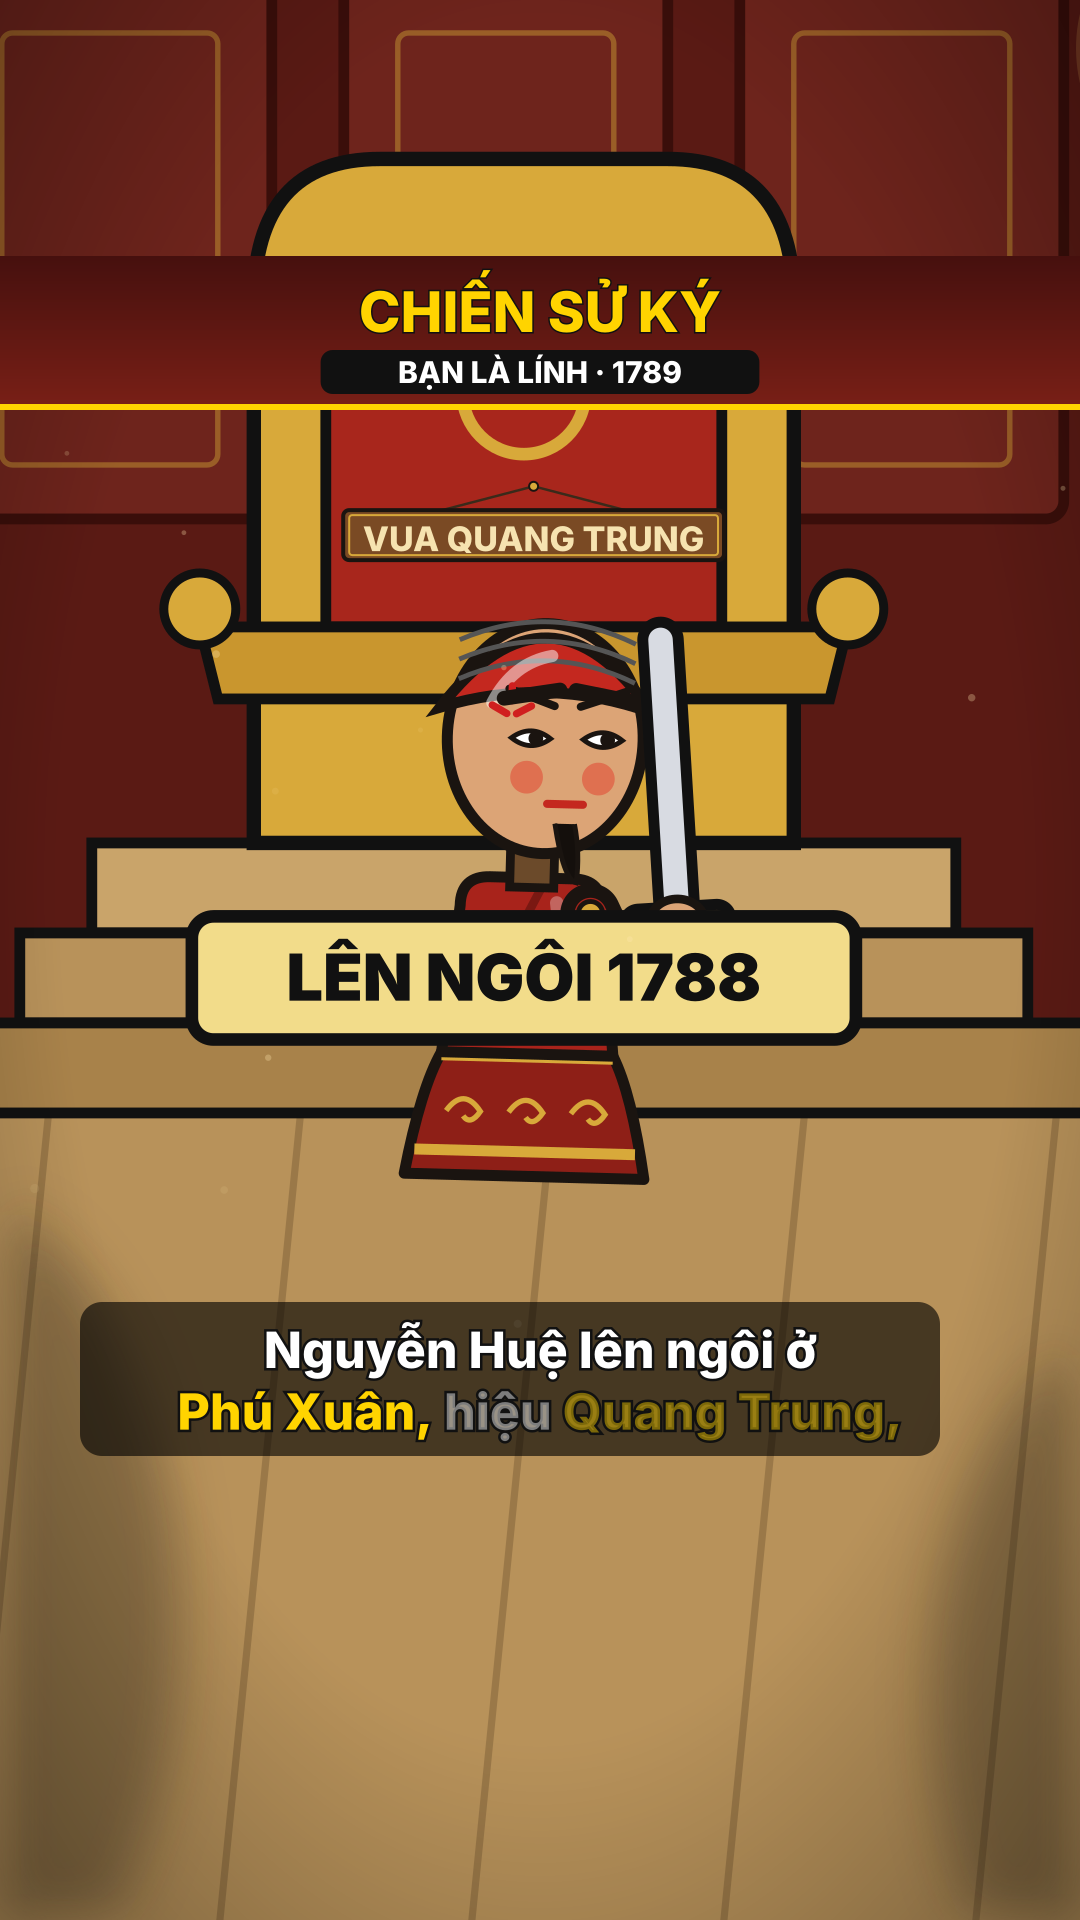 CHIẾN SỬ KÝ
BẠN LÀ LÍNH · 1789
VUA QUANG TRUNG
LÊN NGÔI 1788
Nguyễn Huệ lên ngôi ở
Phú Xuân, hiệu Quang Trung,